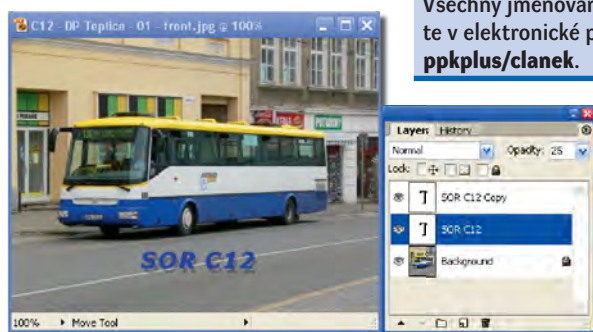 Všechny jmenovan
te v elektronické p
ppkplus/clanek.
C12 - DP Teplice - 01 - front.jpg @ 100%
SOR C12
100% Move Tool
Layers History
Normal Opacity: 25
Lock:
SOR C12 Copy
SOR C12
Background